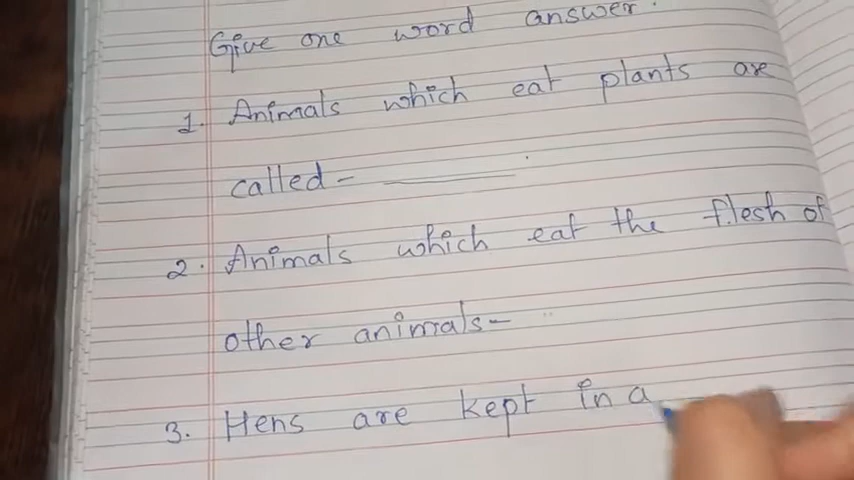 Give one word answer.
1. Animals which eat plants are
called - ________.
2. Animals which eat the flesh of
other animals-
3. Hens are kept in a